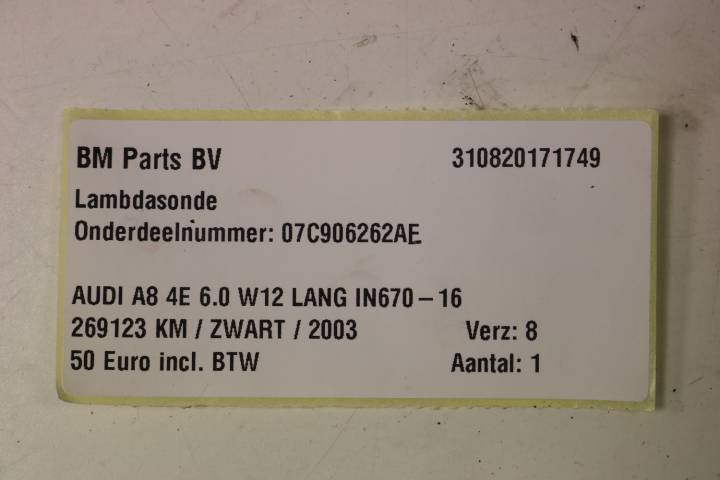 BM Parts BV 310820171749
Lambdasonde
Onderdeelnummer: 07C906262AE
AUDI A8 4E 6.0 W12 LANG IN670-16
269123 KM / ZWART / 2003 Verz: 8
50 Euro incl. BTW Aantal: 1